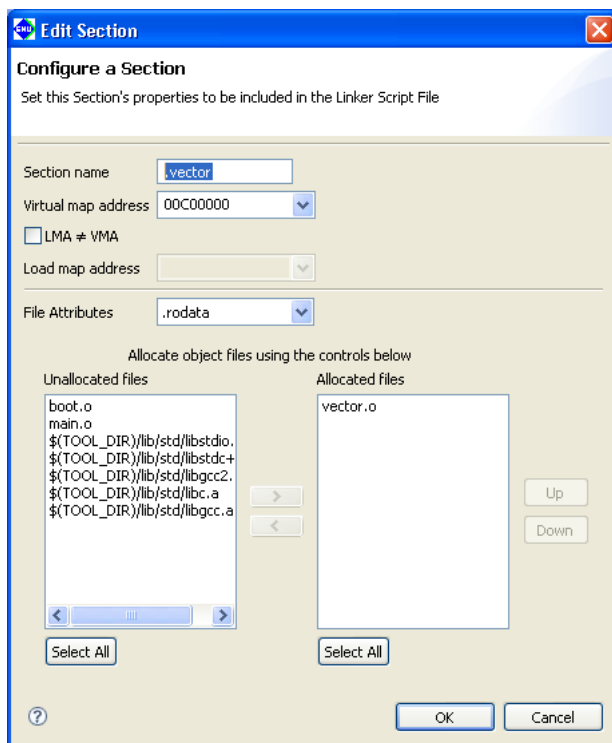 GNU Edit Section
Configure a Section
Set this Section's properties to be included in the Linker Script File
Section name .vector
Virtual map address 00C00000
LMA ≠ VMA
Load map address
File Attributes .rodata
Allocate object files using the controls below
Unallocated files Allocated files
boot.o vector.o
main.o
$(TOOL_DIR)/lib/std/libstdio.
$(TOOL_DIR)/lib/std/libstdc+
$(TOOL_DIR)/lib/std/libgcc2.
$(TOOL_DIR)/lib/std/libc.a
$(TOOL_DIR)/lib/std/libgcc.a
>
<
Up
Down
Select All Select All
? OK Cancel